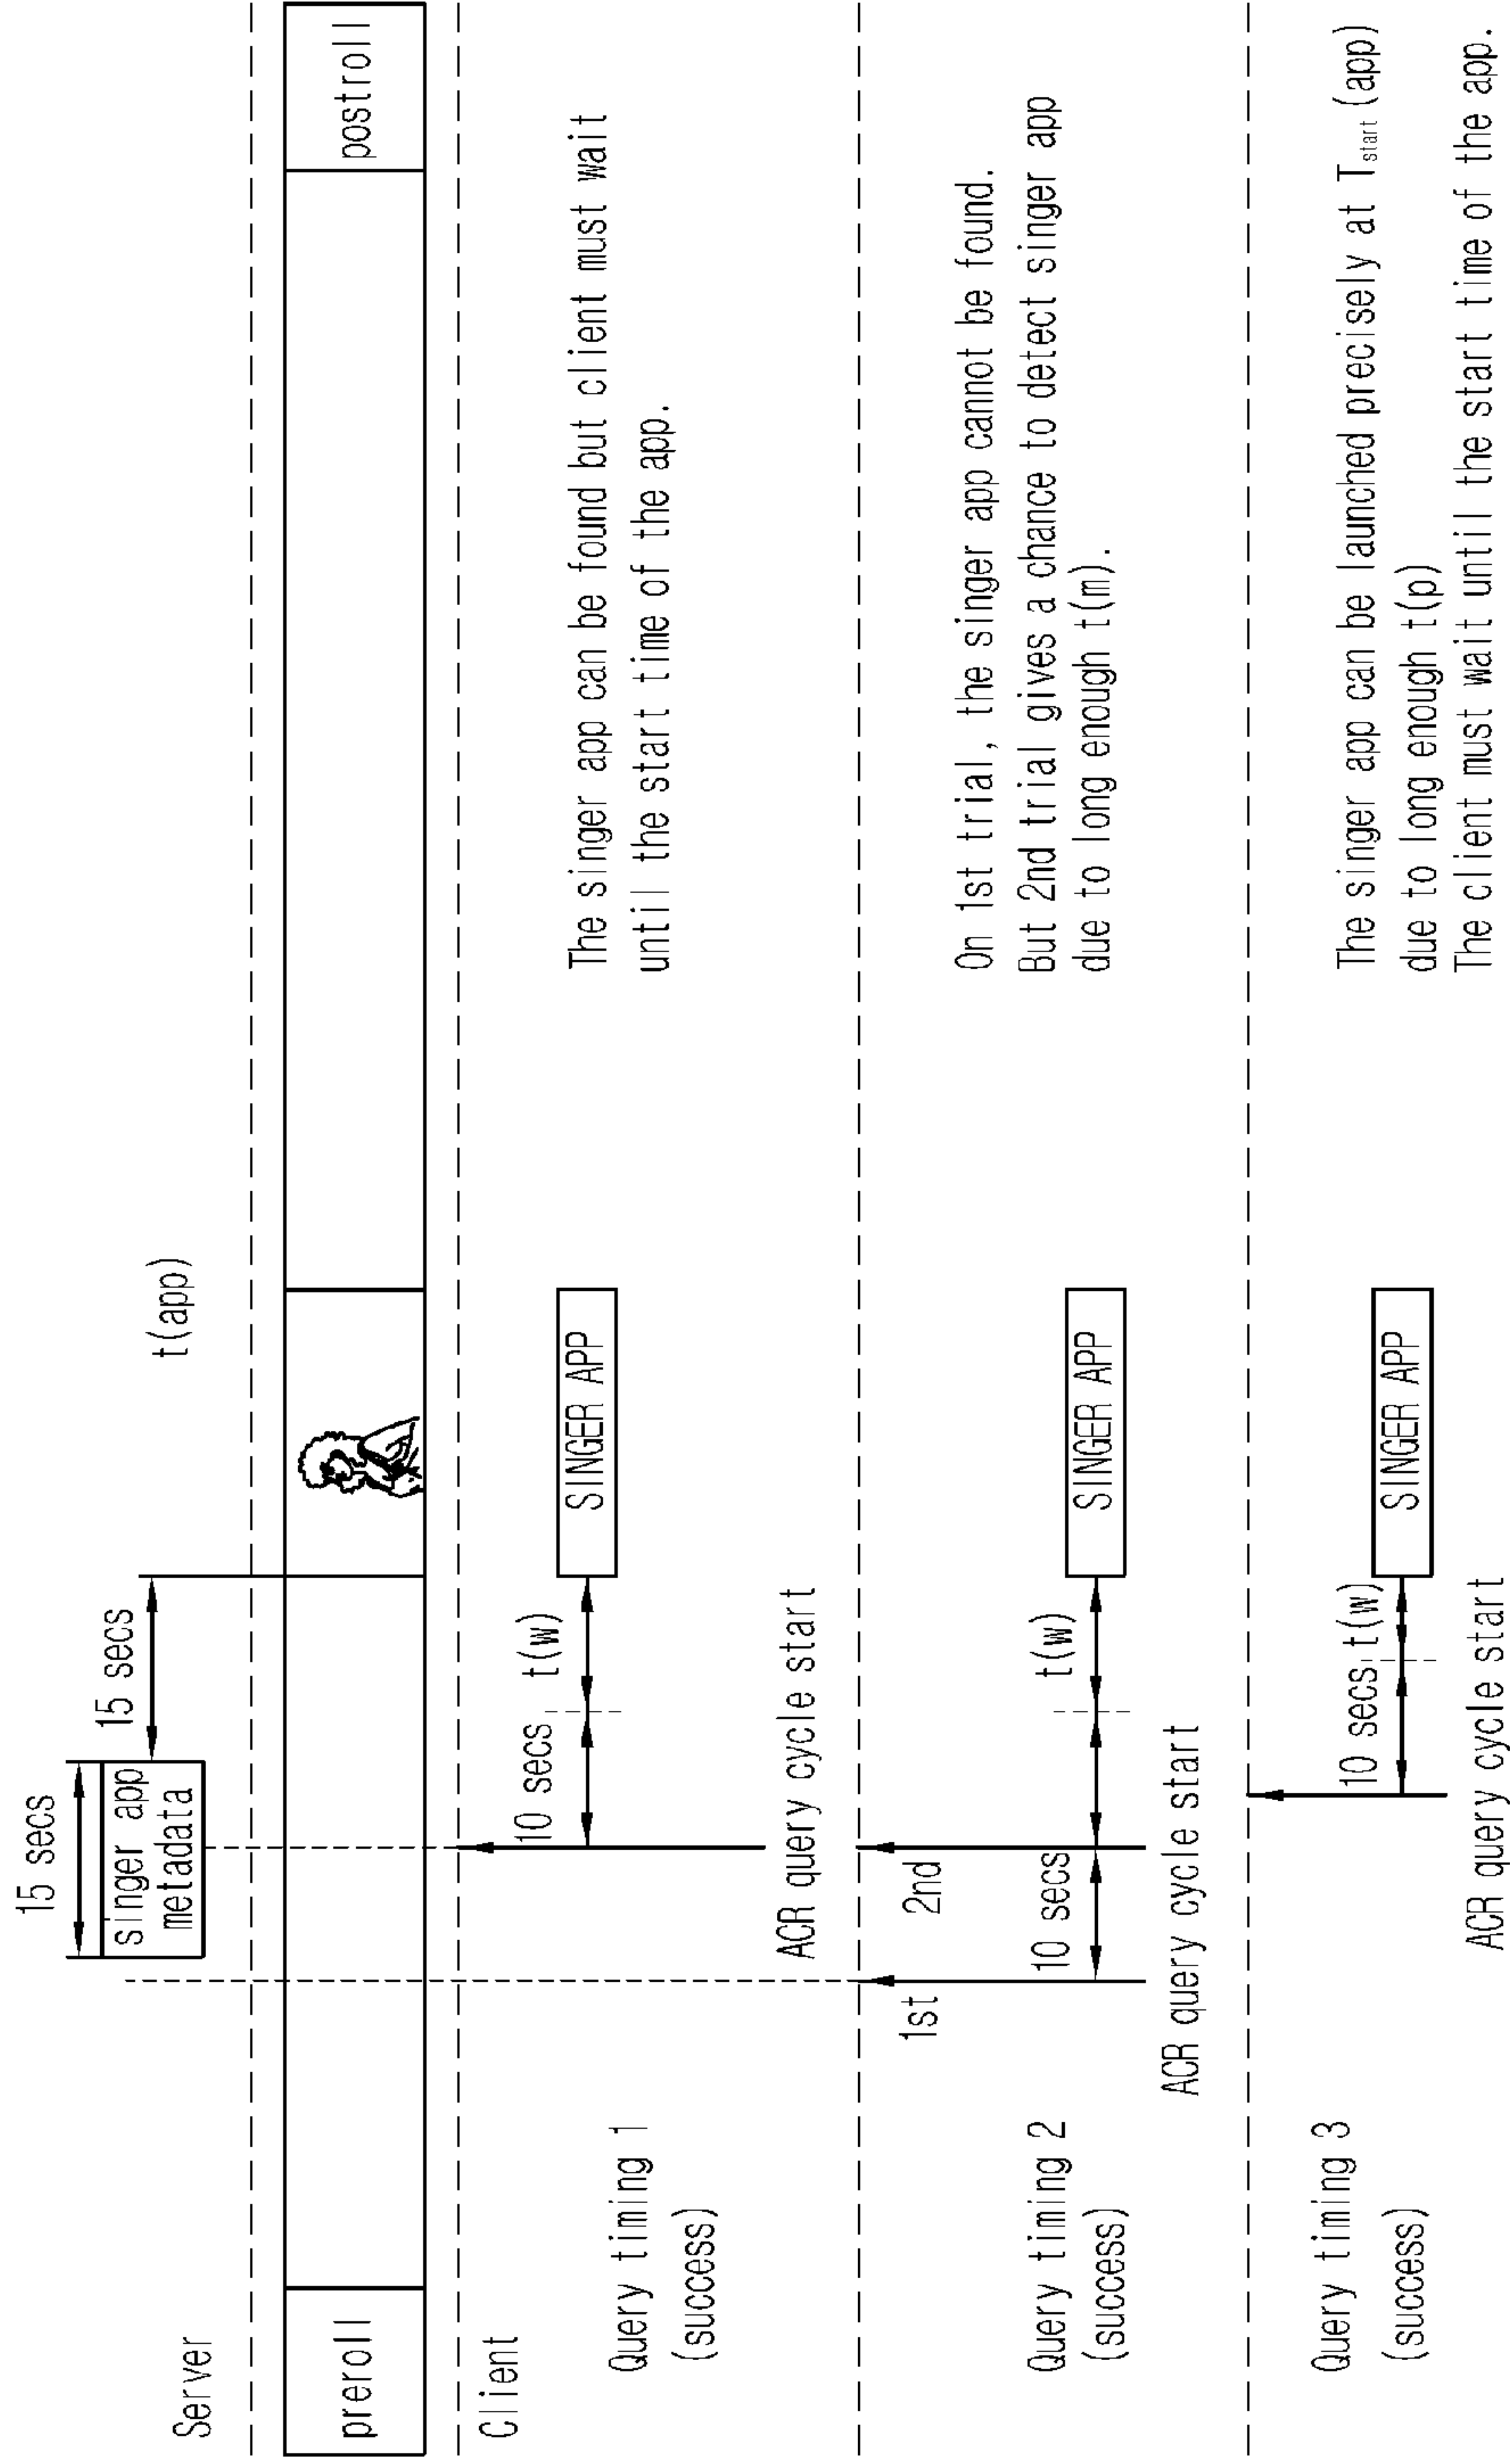 15 secs
singer app
metadata
15 secs
t(app)
Server
preroll
postroll
Client
Query timing 1
(success)
10 secs
t(w)
SINGER APP
ACR query cycle start
The singer app can be found but client must wait
until the start time of the app.
Query timing 2
(success)
1st
2nd
10 secs
t(w)
SINGER APP
ACR query cycle start
On 1st trial, the singer app cannot be found.
But 2nd trial gives a chance to detect singer app
due to long enough t(m).
Query timing 3
(success)
10 secs
t(w)
SINGER APP
ACR query cycle start
The singer app can be launched precisely at Tstart (app)
due to long enough t(p)
The client must wait until the start time of the app.